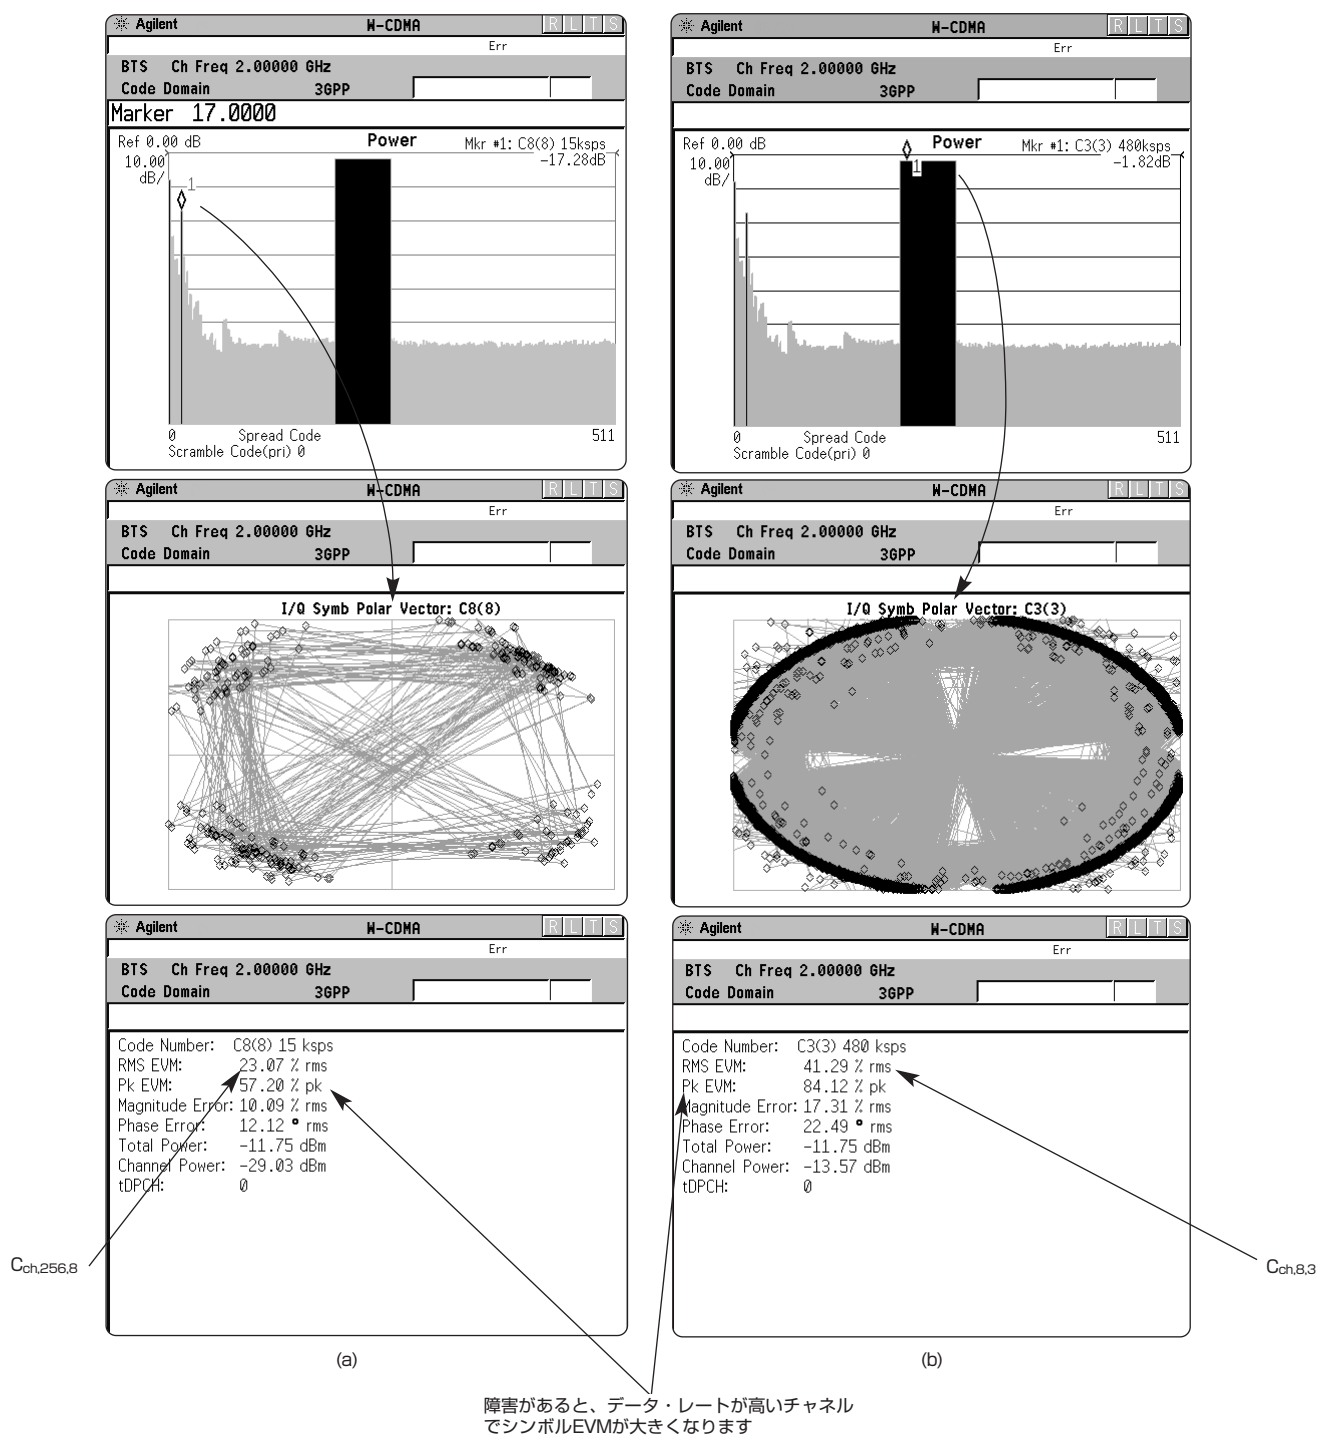 Agilent W-CDMA R L T S
Err
BTS Ch Freq 2.00000 GHz
Code Domain 3GPP
Marker 17.0000
Ref 0.00 dB Power Mkr #1: C8(8) 15ksps
10.00 -17.28dB
dB/
1
0 Spread Code 511
Scramble Code(pri) 0
Agilent W-CDMA R L T S
Err
BTS Ch Freq 2.00000 GHz
Code Domain 3GPP
I/Q Symb Polar Vector: C8(8)
Agilent W-CDMA R L T S
Err
BTS Ch Freq 2.00000 GHz
Code Domain 3GPP
Code Number: C8(8) 15 ksps
RMS EVM: 23.07 % rms
Pk EVM: 57.20 % pk
Magnitude Error: 10.09 % rms
Phase Error: 12.12 ° rms
Total Power: -11.75 dBm
Channel Power: -29.03 dBm
tDPCH: 0
Cch,256,8
(a)
Agilent W-CDMA R L T S
Err
BTS Ch Freq 2.00000 GHz
Code Domain 3GPP
Ref 0.00 dB Power Mkr #1: C3(3) 480ksps
10.00 -1.82dB
dB/
1
0 Spread Code 511
Scramble Code(pri) 0
Agilent W-CDMA R L T S
Err
BTS Ch Freq 2.00000 GHz
Code Domain 3GPP
I/Q Symb Polar Vector: C3(3)
Agilent W-CDMA R L T S
Err
BTS Ch Freq 2.00000 GHz
Code Domain 3GPP
Code Number: C3(3) 480 ksps
RMS EVM: 41.29 % rms
Pk EVM: 84.12 % pk
Magnitude Error: 17.31 % rms
Phase Error: 22.49 ° rms
Total Power: -11.75 dBm
Channel Power: -13.57 dBm
tDPCH: 0
Cch,8,3
(b)
障害があると、データ・レートが高いチャネル
でシンボルEVMが大きくなります